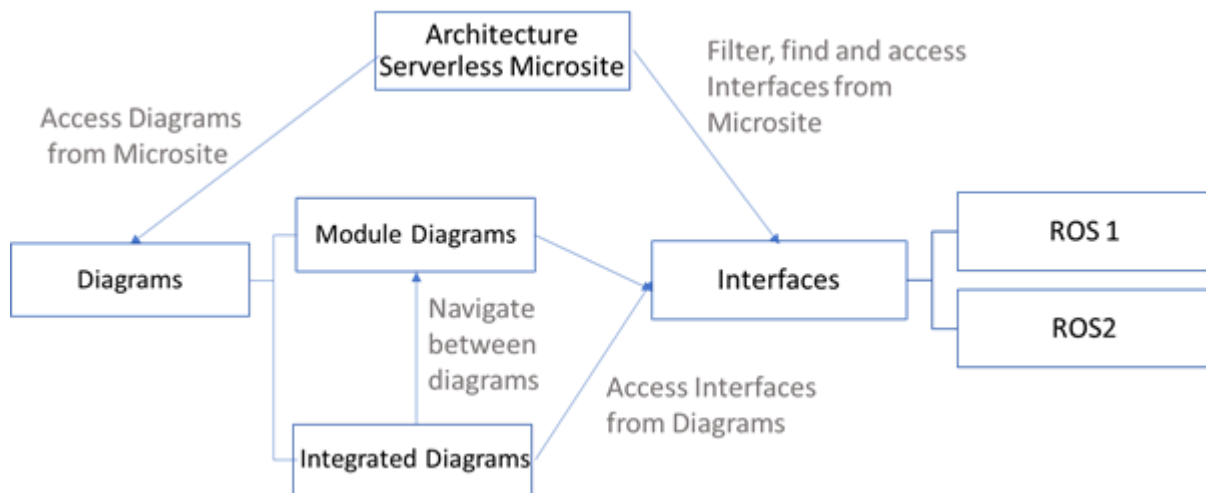 Architecture
Serverless Microsite
Filter, find and access
Interfaces from
Microsite
Access Diagrams
from Microsite
Module Diagrams
ROS 1
Diagrams
Interfaces
Navigate
between
diagrams
ROS2
Access Interfaces
from Diagrams
Integrated Diagrams